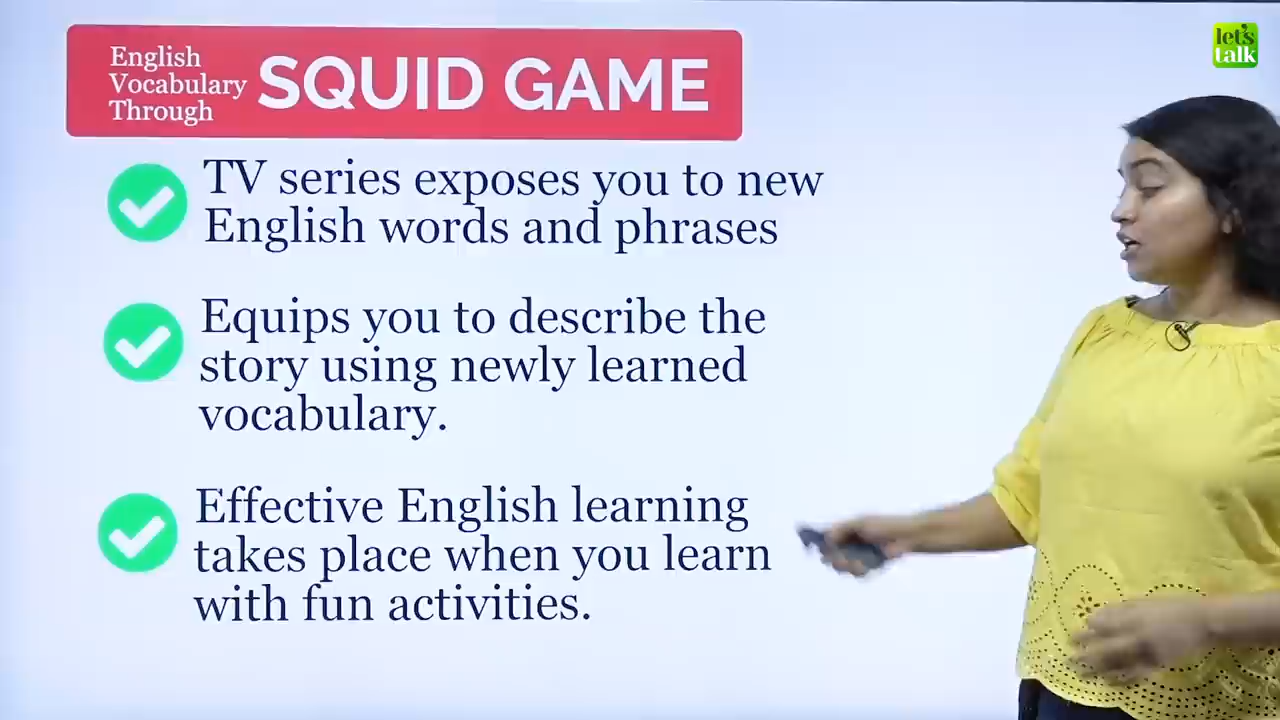 English
Vocabulary
Through
SQUID GAME
let's
talk
TV series exposes you to new
English words and phrases
Equips you to describe the
story using newly learned
vocabulary.
Effective English learning
takes place when you learn
with fun activities.